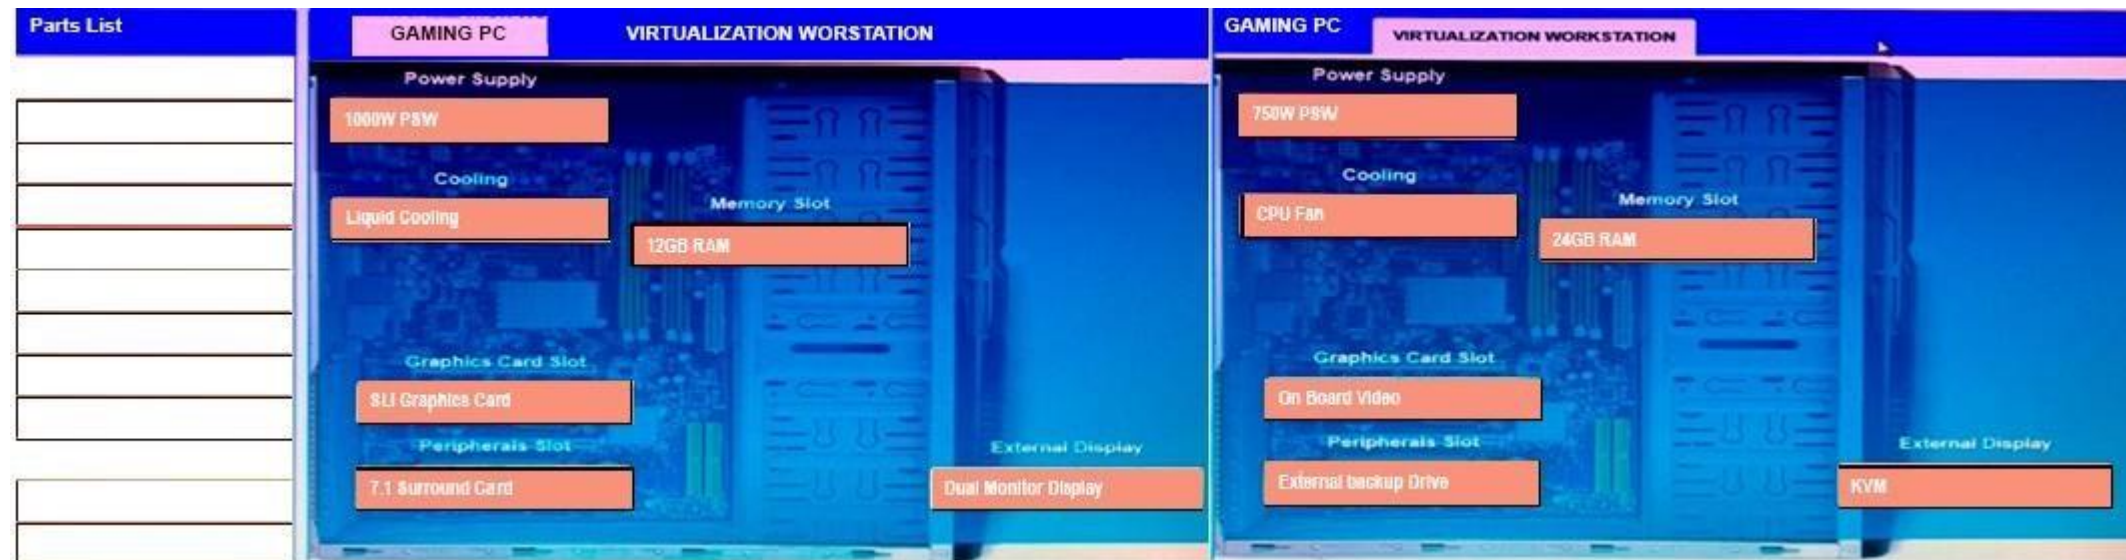 Parts List
GAMING PC
VIRTUALIZATION WORSTATION
Power Supply
1000W PSW
Cooling
Liquid Cooling
Memory Slot
12GB RAM
Graphics Card Slot
SLI Graphics Card
Peripherals Slot
7.1 Surround Card
External Display
Dual Monitor Display
GAMING PC
VIRTUALIZATION WORKSTATION
Power Supply
750W PSW
Cooling
CPU Fan
Memory Slot
24GB RAM
Graphics Card Slot
On Board Video
Peripherals Slot
External backup Drive
External Display
KVM